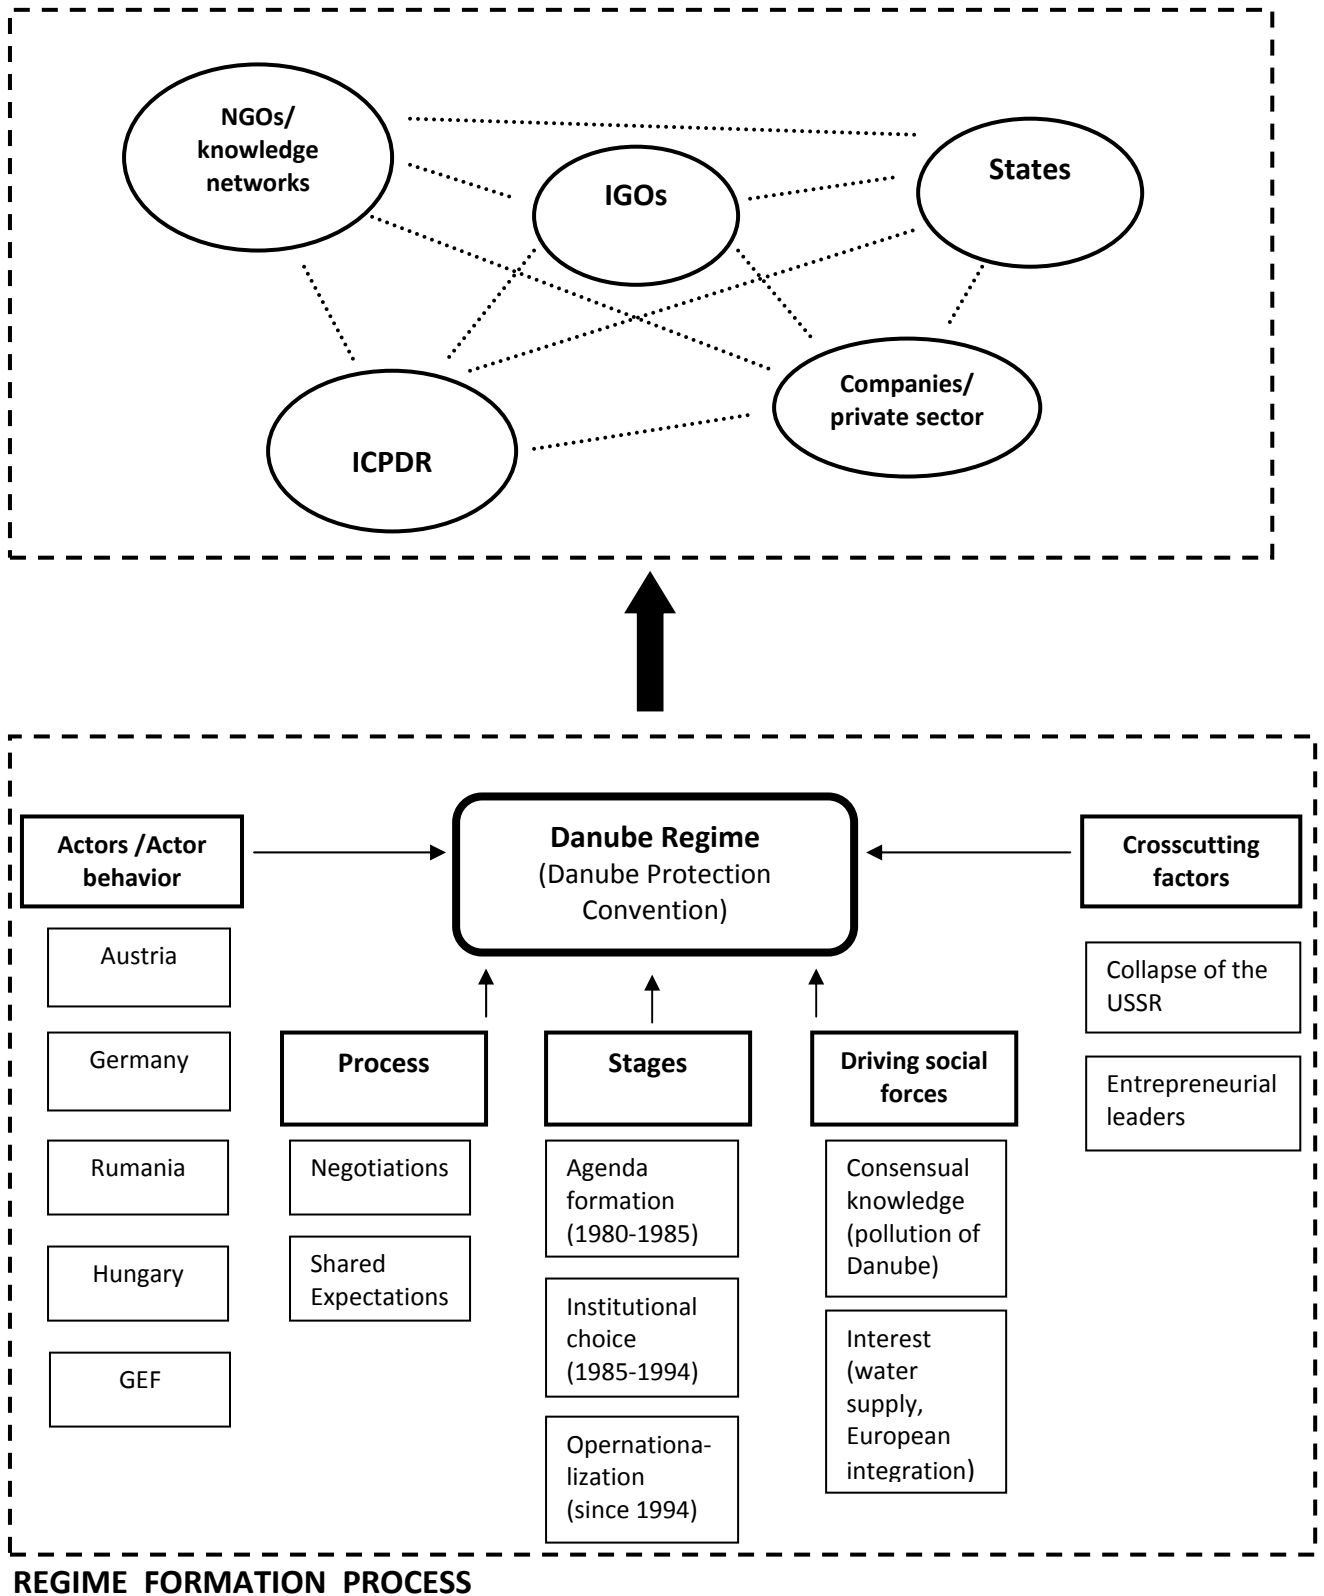 NGOs/
knowledge
networks
IGOs
States
Companies/
private sector
ICPDR
Danube Regime
(Danube Protection
Convention)
Actors /Actor
behavior
Austria
Germany
Rumania
Hungary
GEF
Process
Negotiations
Shared
Expectations
Stages
Agenda
formation
(1980-1985)
Institutional
choice
(1985-1994)
Opernationa-
lization
(since 1994)
Driving social
forces
Consensual
knowledge
(pollution of
Danube)
Interest
(water
supply,
European
integration)
Crosscutting
factors
Collapse of the
USSR
Entrepreneurial
leaders
REGIME FORMATION PROCESS